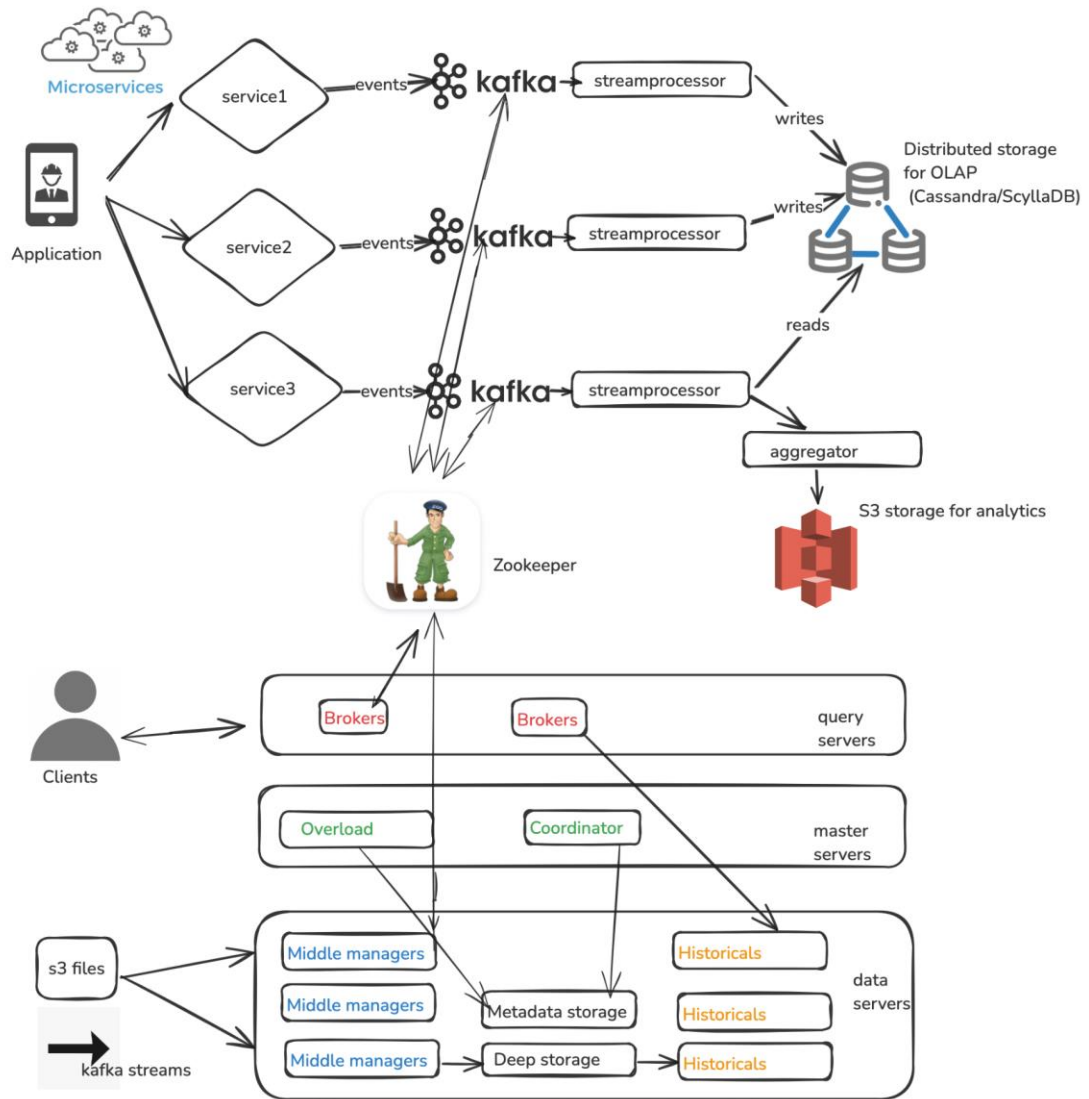 Microservices
service1
events
kafka
streamprocessor
writes
Distributed storage
for OLAP
(Cassandra/ScyllaDB)
Application
service2
events
kafka
streamprocessor
writes
reads
service3
events
kafka
streamprocessor
aggregator
S3 storage for analytics
Zookeeper
Clients
Brokers
Brokers
query
servers
Overload
Coordinator
master
servers
s3 files
kafka streams
Middle managers
Historicals
data
servers
Middle managers
Metadata storage
Historicals
Middle managers
Deep storage
Historicals